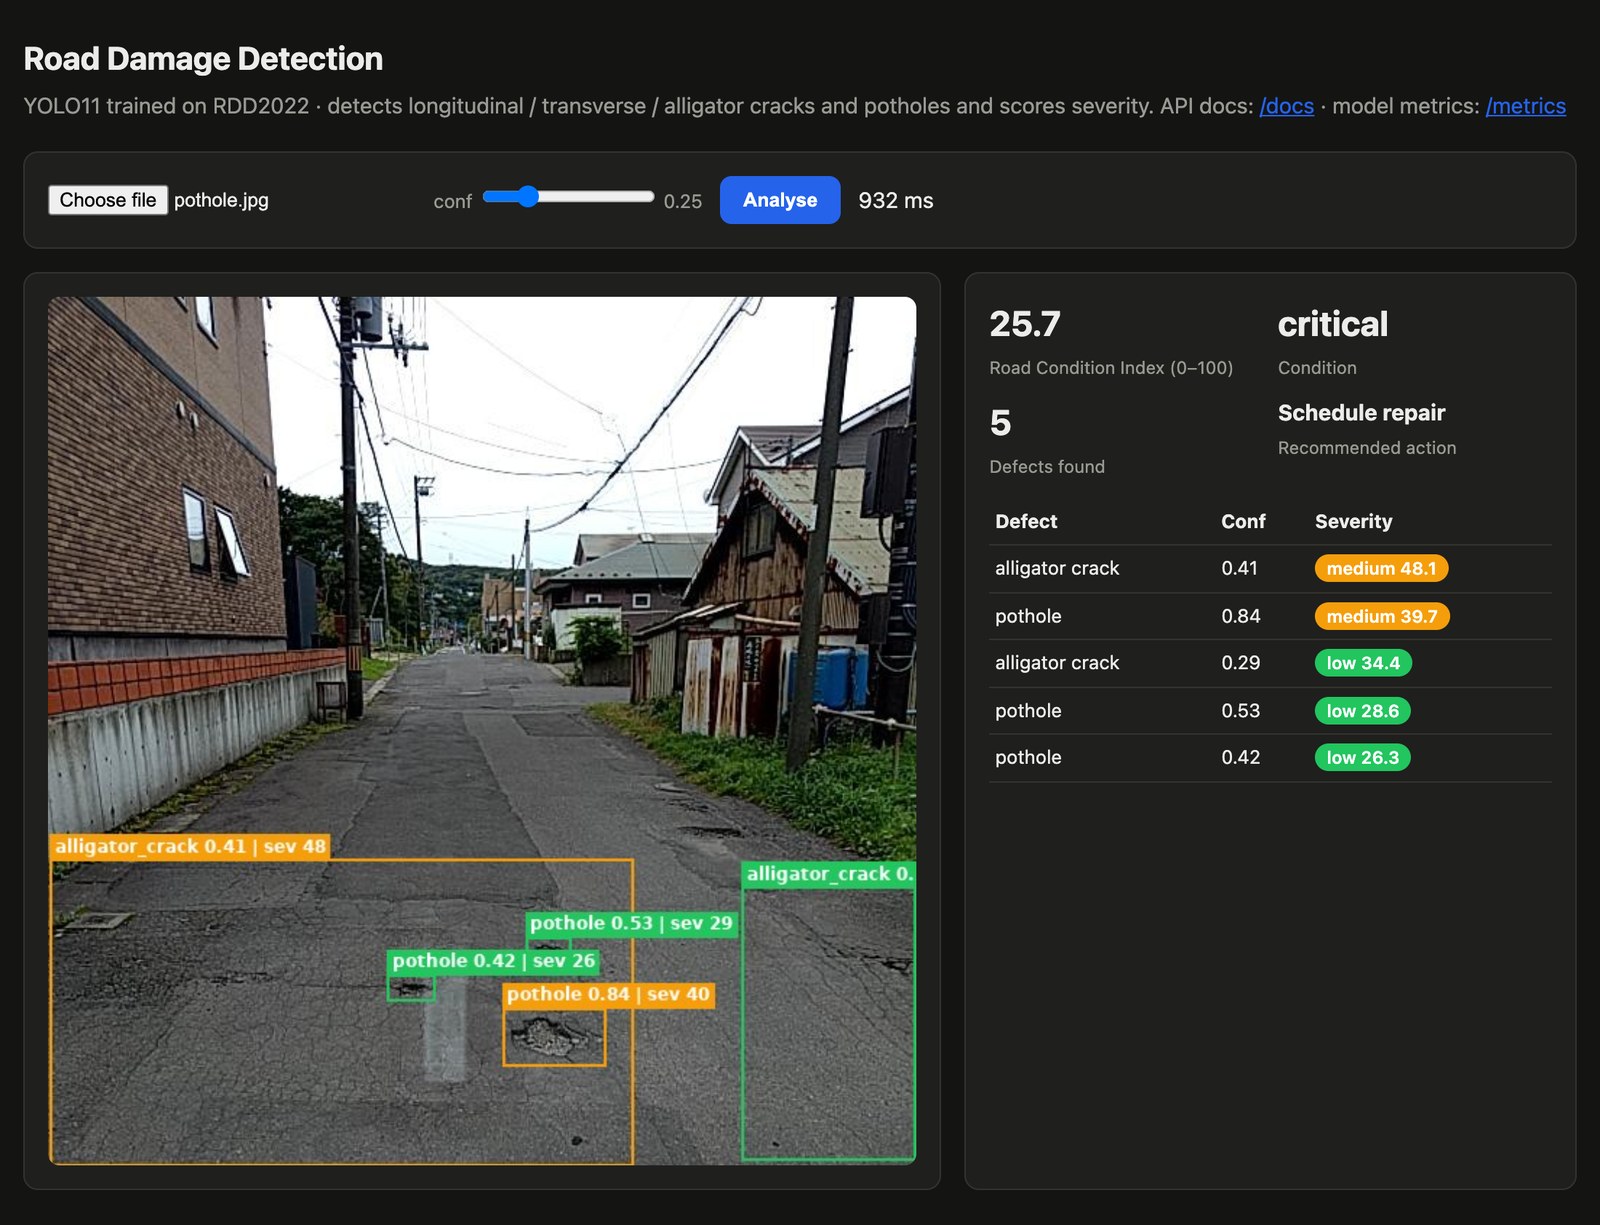 Road Damage Detection
YOLO11 trained on RDD2022 · detects longitudinal / transverse / alligator cracks and potholes and scores severity. API docs: /docs · model metrics: /metrics
Choose file pothole.jpg conf 0.25 Analyse 932 ms
alligator_crack 0.41 | sev 48
alligator_crack 0.
pothole 0.53 | sev 29
pothole 0.42 | sev 26
pothole 0.84 | sev 40
25.7 critical
Road Condition Index (0–100) Condition
5 Schedule repair
Defects found Recommended action
Defect Conf Severity
alligator crack 0.41 medium 48.1
pothole 0.84 medium 39.7
alligator crack 0.29 low 34.4
pothole 0.53 low 28.6
pothole 0.42 low 26.3